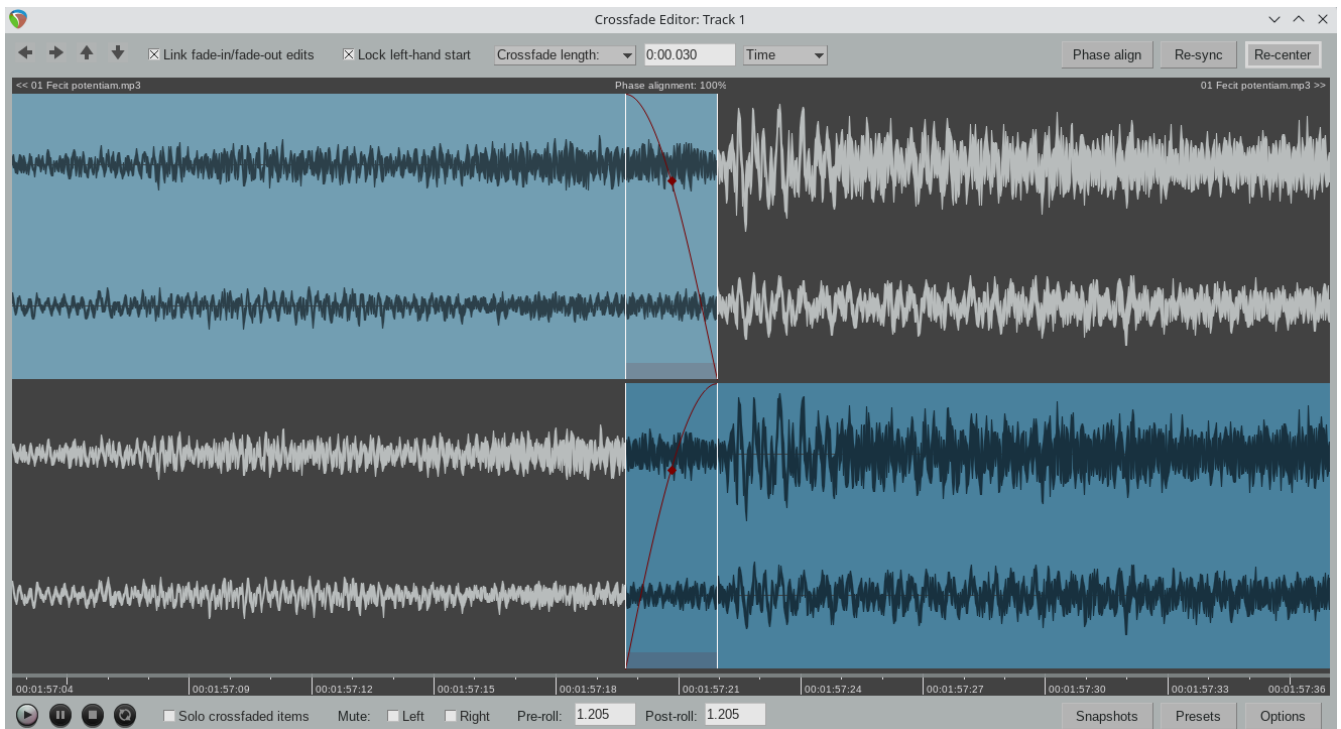 Crossfade Editor: Track 1
Link fade-in/fade-out edits Lock left-hand start Crossfade length: 0:00.030 Time Phase align Re-sync Re-center
<< 01 Fecit potentiam.mp3 Phase alignment: 100% 01 Fecit potentiam.mp3 >>
00:01:57:04 00:01:57:09 00:01:57:12 00:01:57:15 00:01:57:18 00:01:57:21 00:01:57:24 00:01:57:27 00:01:57:30 00:01:57:33 00:01:57:36
Solo crossfaded items Mute: Left Right Pre-roll: 1.205 Post-roll: 1.205 Snapshots Presets Options